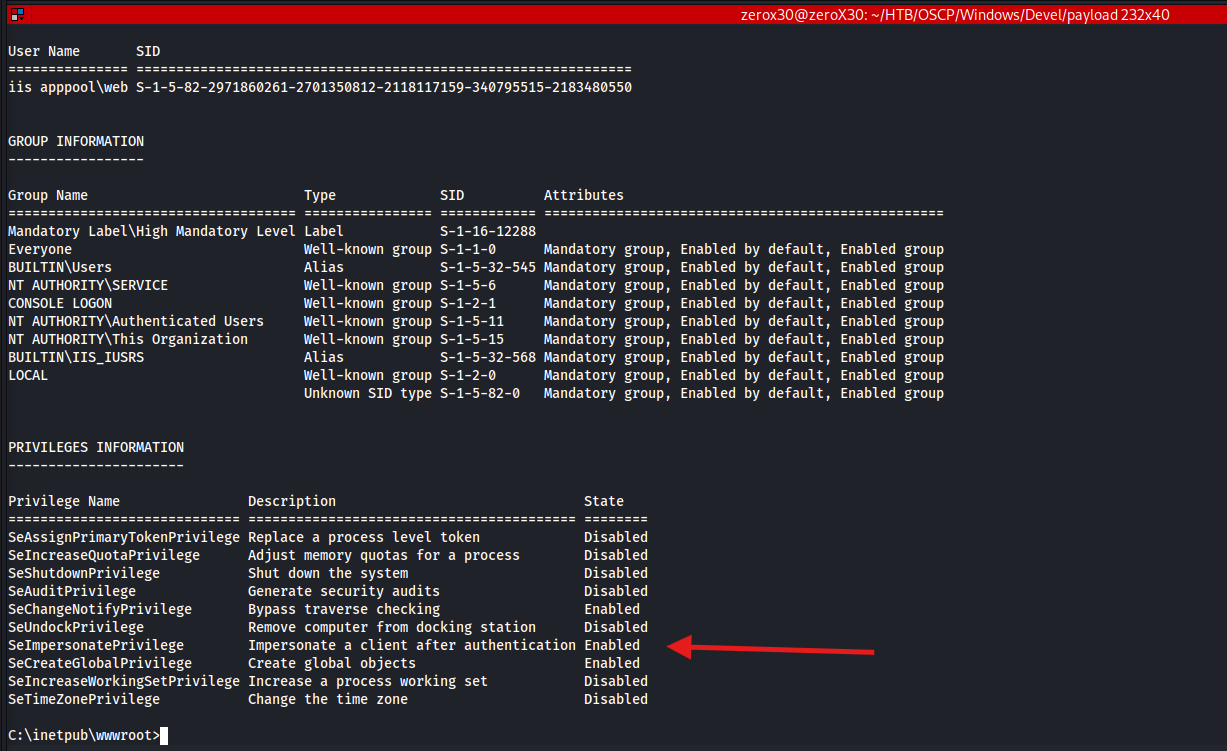 zerox30@zeroX30: ~/HTB/OSCP/Windows/Devel/payload 232x40
User Name       SID
=============== ==============================================================
iis apppool\web S-1-5-82-2971860261-2701350812-2118117159-340795515-2183480550
GROUP INFORMATION
-----------------
Group Name                           Type             SID          Attributes
==================================== ================ ============ ==================================================
Mandatory Label\High Mandatory Level Label            S-1-16-12288
Everyone                             Well-known group S-1-1-0      Mandatory group, Enabled by default, Enabled group
BUILTIN\Users                        Alias            S-1-5-32-545 Mandatory group, Enabled by default, Enabled group
NT AUTHORITY\SERVICE                 Well-known group S-1-5-6      Mandatory group, Enabled by default, Enabled group
CONSOLE LOGON                        Well-known group S-1-2-1      Mandatory group, Enabled by default, Enabled group
NT AUTHORITY\Authenticated Users     Well-known group S-1-5-11     Mandatory group, Enabled by default, Enabled group
NT AUTHORITY\This Organization       Well-known group S-1-5-15     Mandatory group, Enabled by default, Enabled group
BUILTIN\IIS_IUSRS                    Alias            S-1-5-32-568 Mandatory group, Enabled by default, Enabled group
LOCAL                                Well-known group S-1-2-0      Mandatory group, Enabled by default, Enabled group
                                     Unknown SID type S-1-5-82-0   Mandatory group, Enabled by default, Enabled group
PRIVILEGES INFORMATION
----------------------
Privilege Name                Description                               State
============================= ========================================= ========
SeAssignPrimaryTokenPrivilege Replace a process level token             Disabled
SeIncreaseQuotaPrivilege      Adjust memory quotas for a process        Disabled
SeShutdownPrivilege           Shut down the system                      Disabled
SeAuditPrivilege              Generate security audits                  Disabled
SeChangeNotifyPrivilege       Bypass traverse checking                  Enabled
SeUndockPrivilege             Remove computer from docking station      Disabled
SeImpersonatePrivilege        Impersonate a client after authentication Enabled
SeCreateGlobalPrivilege       Create global objects                     Enabled
SeIncreaseWorkingSetPrivilege Increase a process working set            Disabled
SeTimeZonePrivilege           Change the time zone                      Disabled
C:\inetpub\wwwroot>